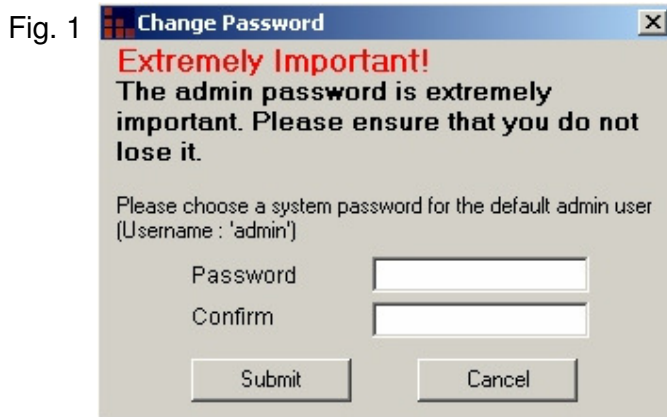 Fig. 1
Change Password
Extremely Important!
The admin password is extremely
important. Please ensure that you do not
lose it.
Please choose a system password for the default admin user
(Username : 'admin')
Password
Confirm
Submit
Cancel